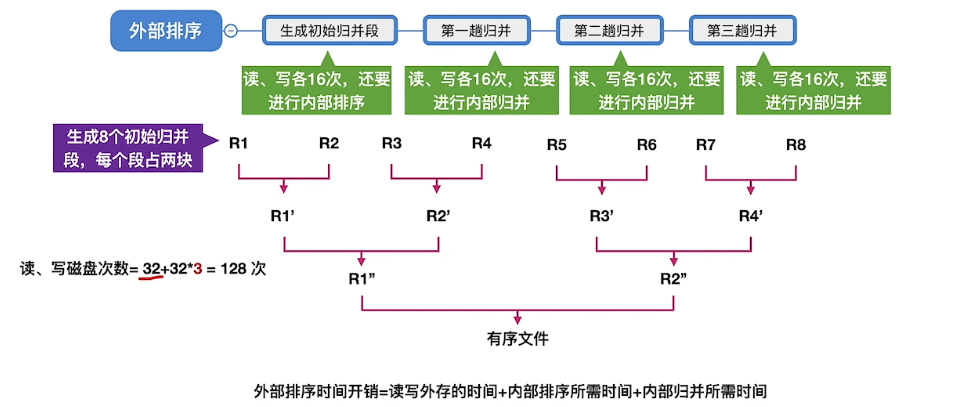 外部排序
生成初始归并段
第一趟归并
第二趟归并
第三趟归并
读、写各16次，还要
进行内部排序
读、写各16次，还要
进行内部归并
读、写各16次，还要
进行内部归并
读、写各16次，还要
进行内部归并
生成8个初始归并
段，每个段占两块
R1 R2 R3 R4 R5 R6 R7 R8
R1’ R2’ R3’ R4’
读、写磁盘次数= 32+32*3 = 128 次
R1” R2”
有序文件
外部排序时间开销=读写外存的时间+内部排序所需时间+内部归并所需时间